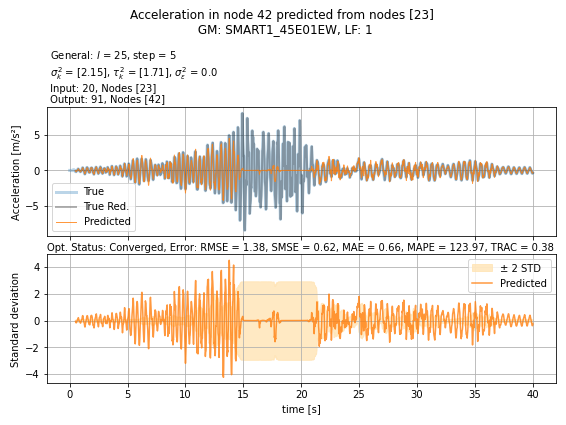 Acceleration in node 42 predicted from nodes [23]
GM: SMART1_45E01EW, LF: 1
General: l = 25, step = 5
σ²ₖ = [2.15], τ²ₖ = [1.71], σ²ε = 0.0
Input: 20, Nodes [23]
Output: 91, Nodes [42]
Acceleration [m/s²]
5
0
−5
True
True Red.
Predicted
Opt. Status: Converged, Error: RMSE = 1.38, SMSE = 0.62, MAE = 0.66, MAPE = 123.97, TRAC = 0.38
Standard deviation
4
2
0
−2
−4
± 2 STD
Predicted
0 5 10 15 20 25 30 35 40
time [s]